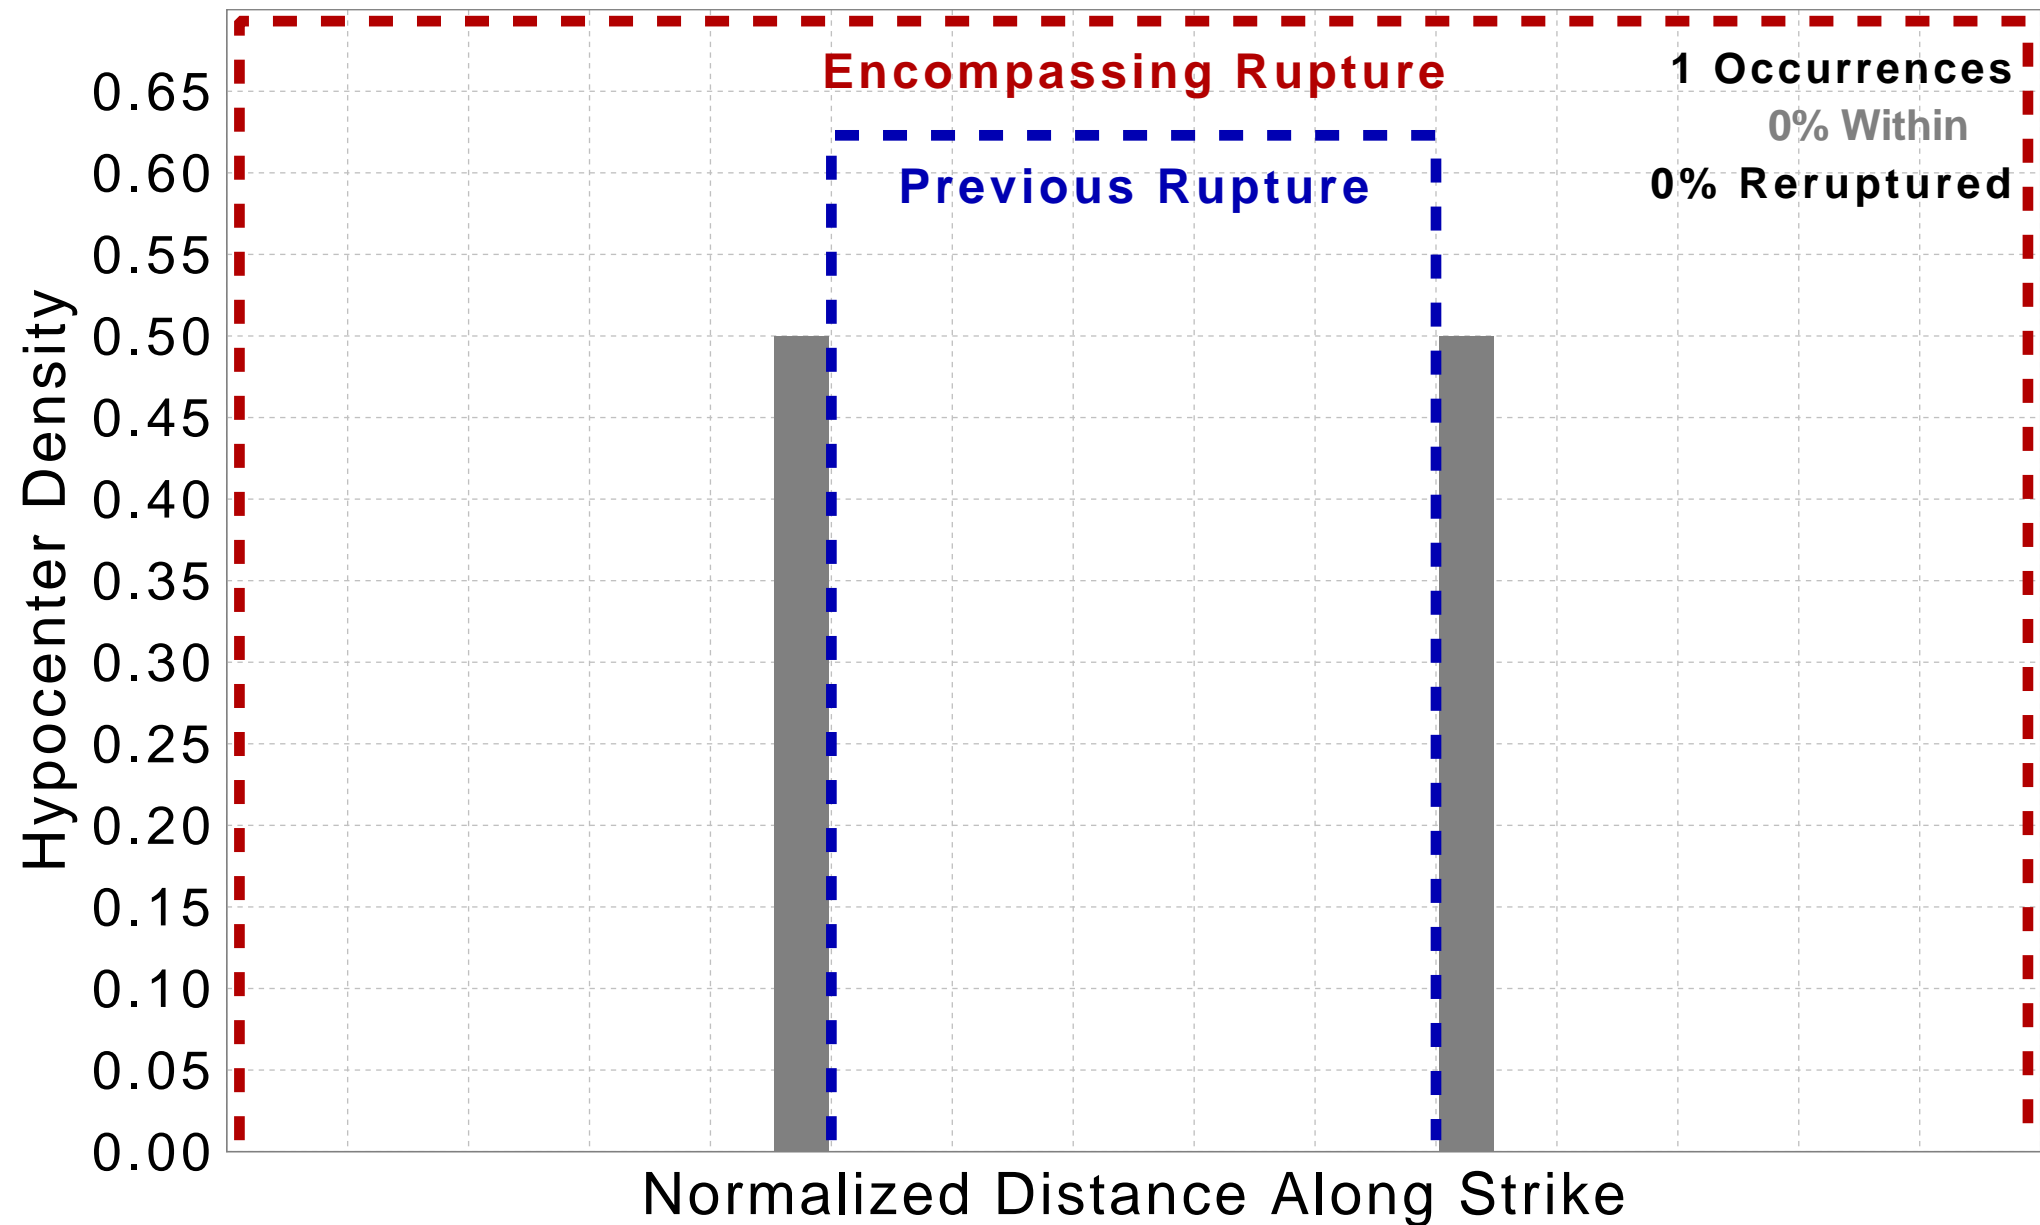 Encompassing Rupture
Previous Rupture
1 Occurrences
0% Within
0% Reruptured
Hypocenter Density
0.65
0.60
0.55
0.50
0.45
0.40
0.35
0.30
0.25
0.20
0.15
0.10
0.05
0.00
Normalized Distance Along Strike